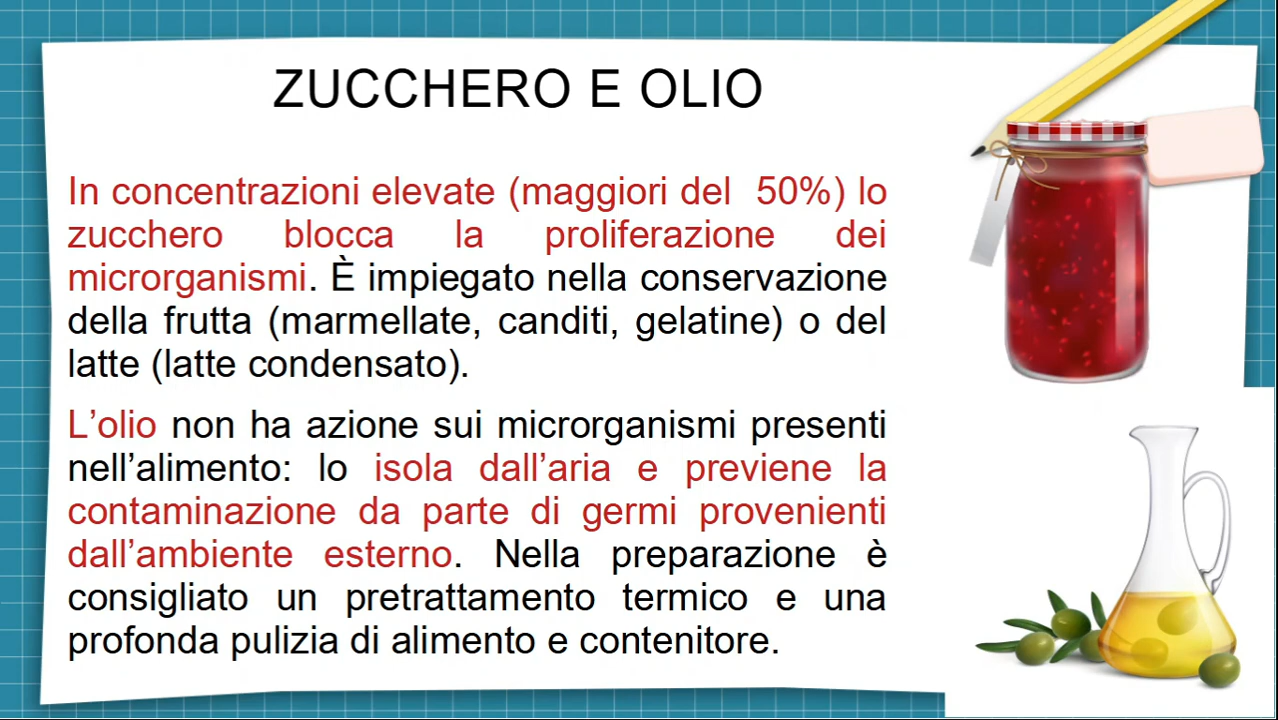 ZUCCHERO E OLIO
In concentrazioni elevate (maggiori del 50%) lo
zucchero blocca la proliferazione dei
microrganismi. È impiegato nella conservazione
della frutta (marmellate, canditi, gelatine) o del
latte (latte condensato).
L’olio non ha azione sui microrganismi presenti
nell’alimento: lo isola dall’aria e previene la
contaminazione da parte di germi provenienti
dall’ambiente esterno. Nella preparazione è
consigliato un pretrattamento termico e una
profonda pulizia di alimento e contenitore.